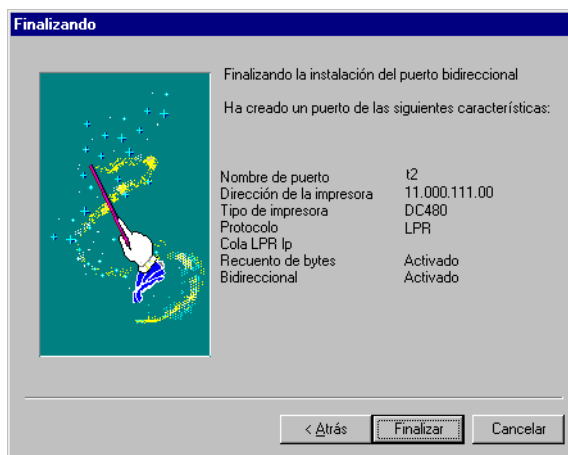 Finalizando
Finalizando la instalación del puerto bidireccional
Ha creado un puerto de las siguientes características:
Nombre de puerto t2
Dirección de la impresora 11.000.111.00
Tipo de impresora DC480
Protocolo LPR
Cola LPR lp
Recuento de bytes Activado
Bidireccional Activado
< Atrás Finalizar Cancelar